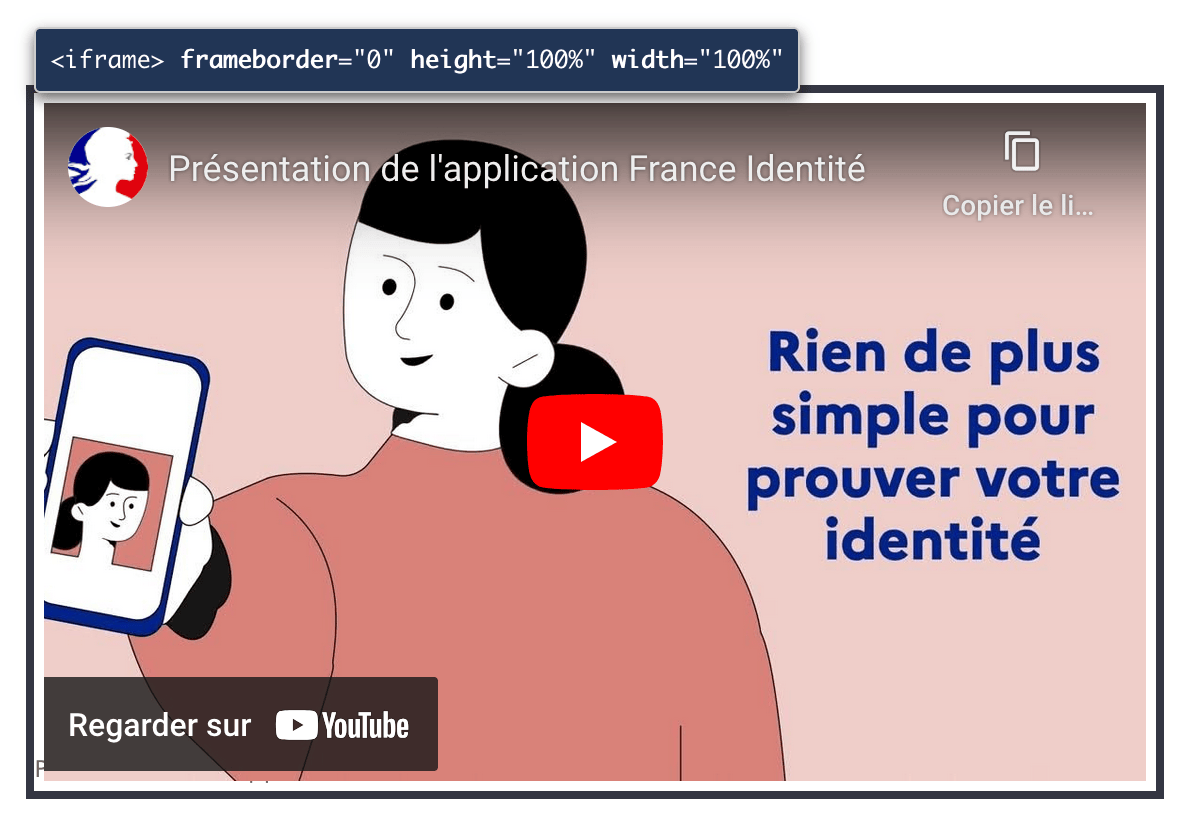 <iframe> frameborder="0" height="100%" width="100%"
Présentation de l'application France Identité
Copier le li...
Rien de plus
simple pour
prouver votre
identité
Regarder sur YouTube